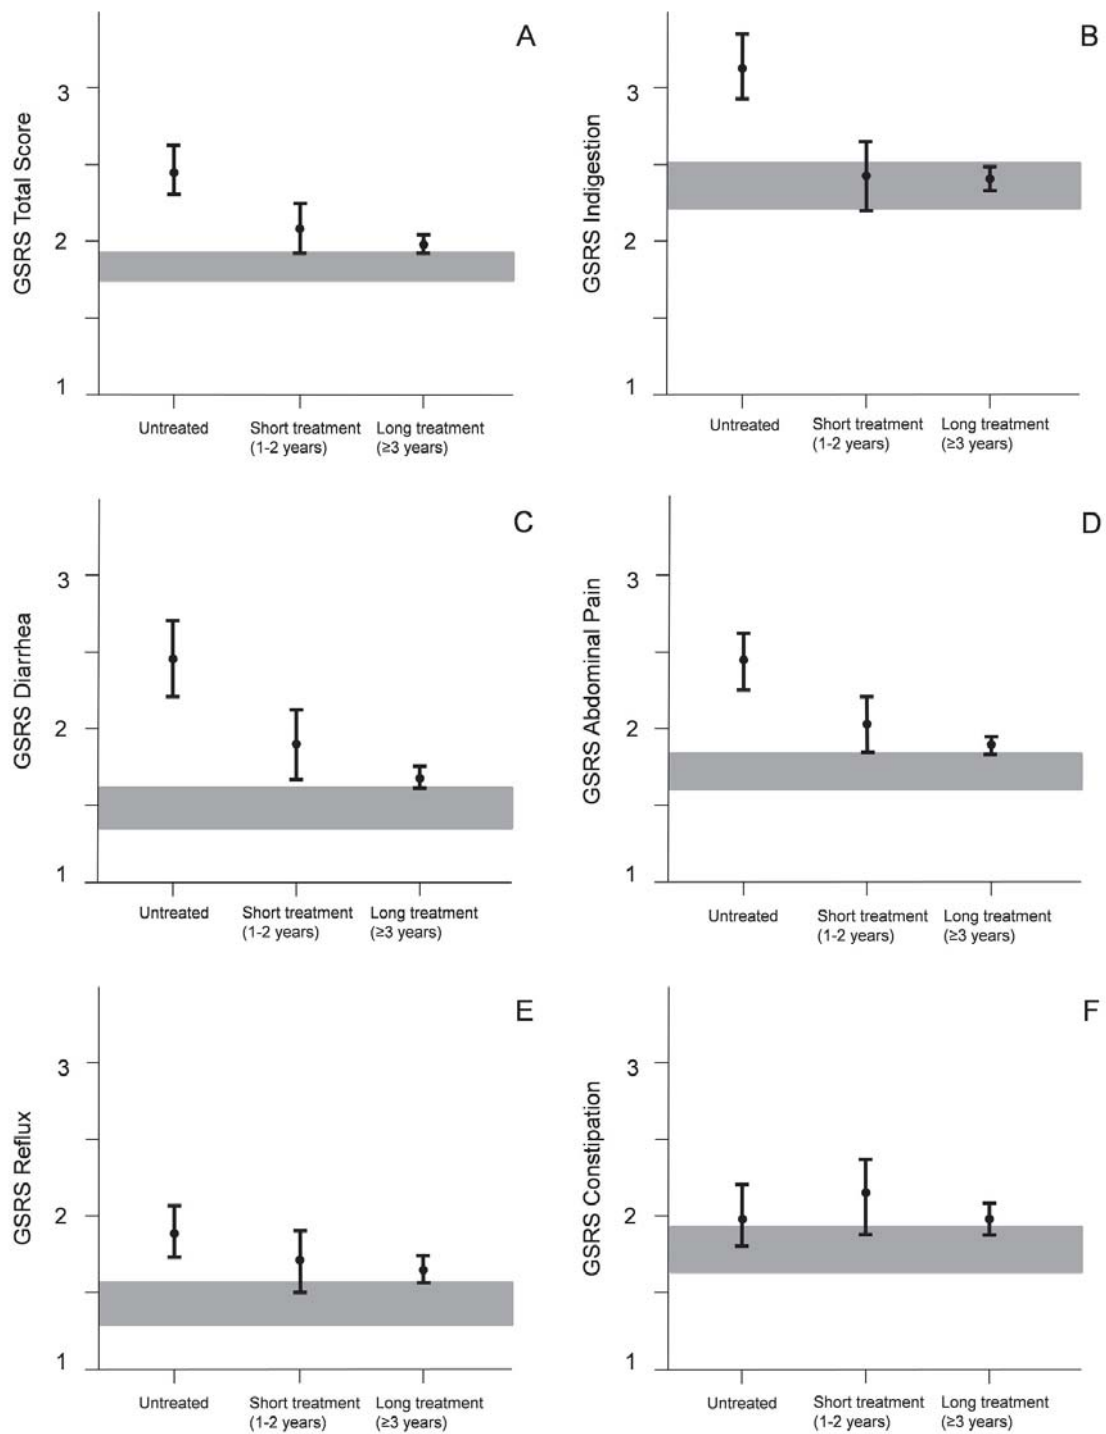 A
GSRS Total Score
3
2
1
Untreated
Short treatment
(1-2 years)
Long treatment
(≥3 years)
B
GSRS Indigestion
3
2
1
Untreated
Short treatment
(1-2 years)
Long treatment
(≥3 years)
C
GSRS Diarrhea
3
2
1
Untreated
Short treatment
(1-2 years)
Long treatment
(≥3 years)
D
GSRS Abdominal Pain
3
2
1
Untreated
Short treatment
(1-2 years)
Long treatment
(≥3 years)
E
GSRS Reflux
3
2
1
Untreated
Short treatment
(1-2 years)
Long treatment
(≥3 years)
F
GSRS Constipation
3
2
1
Untreated
Short treatment
(1-2 years)
Long treatment
(≥3 years)